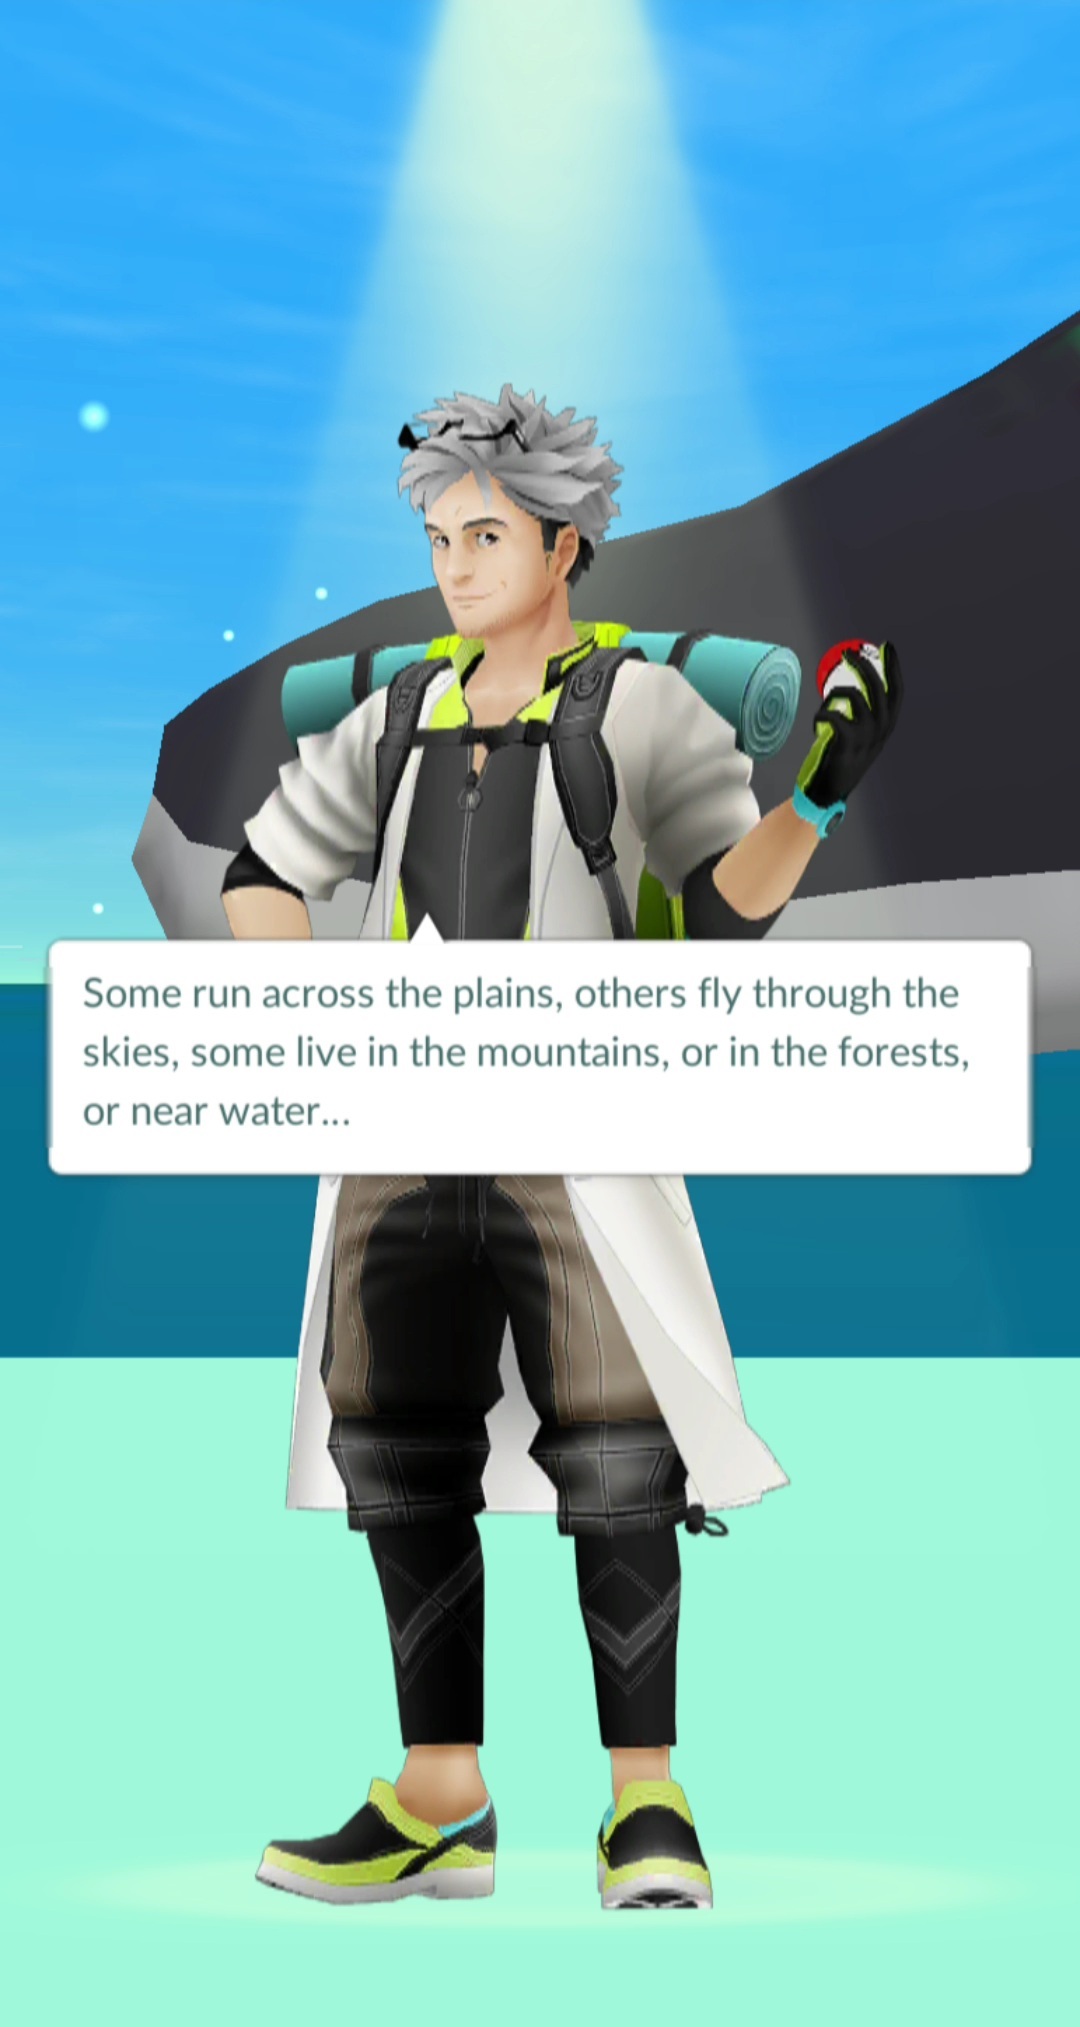 Some run across the plains, others fly through the
skies, some live in the mountains, or in the forests,
or near water...